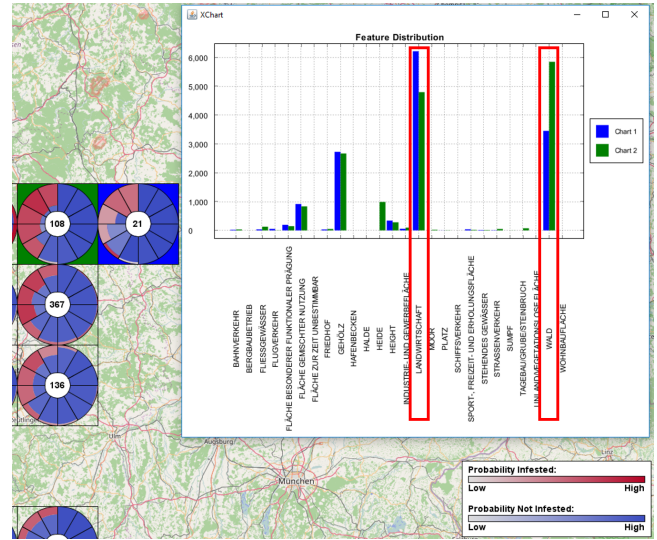 XChart
Feature Distribution
6,000
5,000
4,000
3,000
2,000
1,000
0
Chart 1
Chart 2
BAHNVERKEHR
BERGBAUBETRIEB
FLIESSGEWÄSSER
FLUGVERKEHR
FLÄCHE BESONDERER FUNKTIONALER PRÄGUNG
FLÄCHE GEMISCHTER NUTZUNG
FLÄCHE ZUR ZEIT UNBESTIMMBAR
FRIEDHOF
GEHÖLZ
HAFENBECKEN
HALDE
HEIDE
HEIGHT
INDUSTRIE- UND GEWERBEFLÄCHE
LANDWIRTSCHAFT
MOOR
PLATZ
SCHIFFSVERKEHR
SPORT-, FREIZEIT- UND ERHOLUNGSFLÄCHE
STEHENDES GEWÄSSER
STRASSENVERKEHR
SUMPF
TAGEBAU/GRUBE/STEINBRUCH
UNLAND/VEGETATIONSLOSE FLÄCHE
WALD
WOHNBAUFLÄCHE
108
21
367
136
Ulm
Augsburg
München
Linz
Probability Infested:
Low High
Probability Not Infested:
Low High